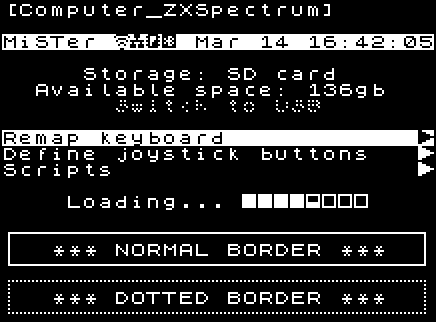 [Computer_ZXSpectrum]
MiSTer Mar 14 16:42:05
Storage: SD card
Available space: 136gb
Switch to USB
Remap keyboard
Define joystick buttons
Scripts
Loading...
*** NORMAL BORDER ***
*** DOTTED BORDER ***